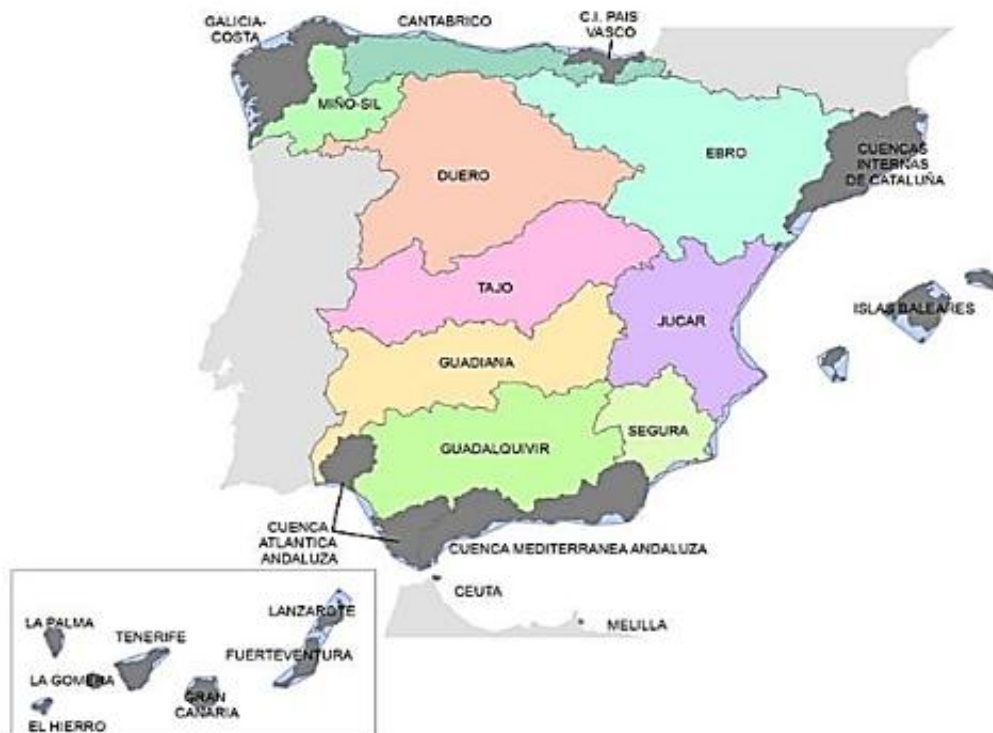 GALICIA-
COSTA
CANTABRICO
C.I. PAIS
VASCO
MIÑO-SIL
DUERO
EBRO
CUENCAS
INTERNAS
DE CATALUÑA
TAJO
JUCAR
ISLAS BALEARES
GUADIANA
SEGURA
GUADALQUIVIR
CUENCA
ATLANTICA
ANDALUZA
CUENCA MEDITERRANEA ANDALUZA
CEUTA
MELILLA
LANZAROTE
LA PALMA
TENERIFE
FUERTEVENTURA
LA GOMERA
GRAN
CANARIA
EL HIERRO